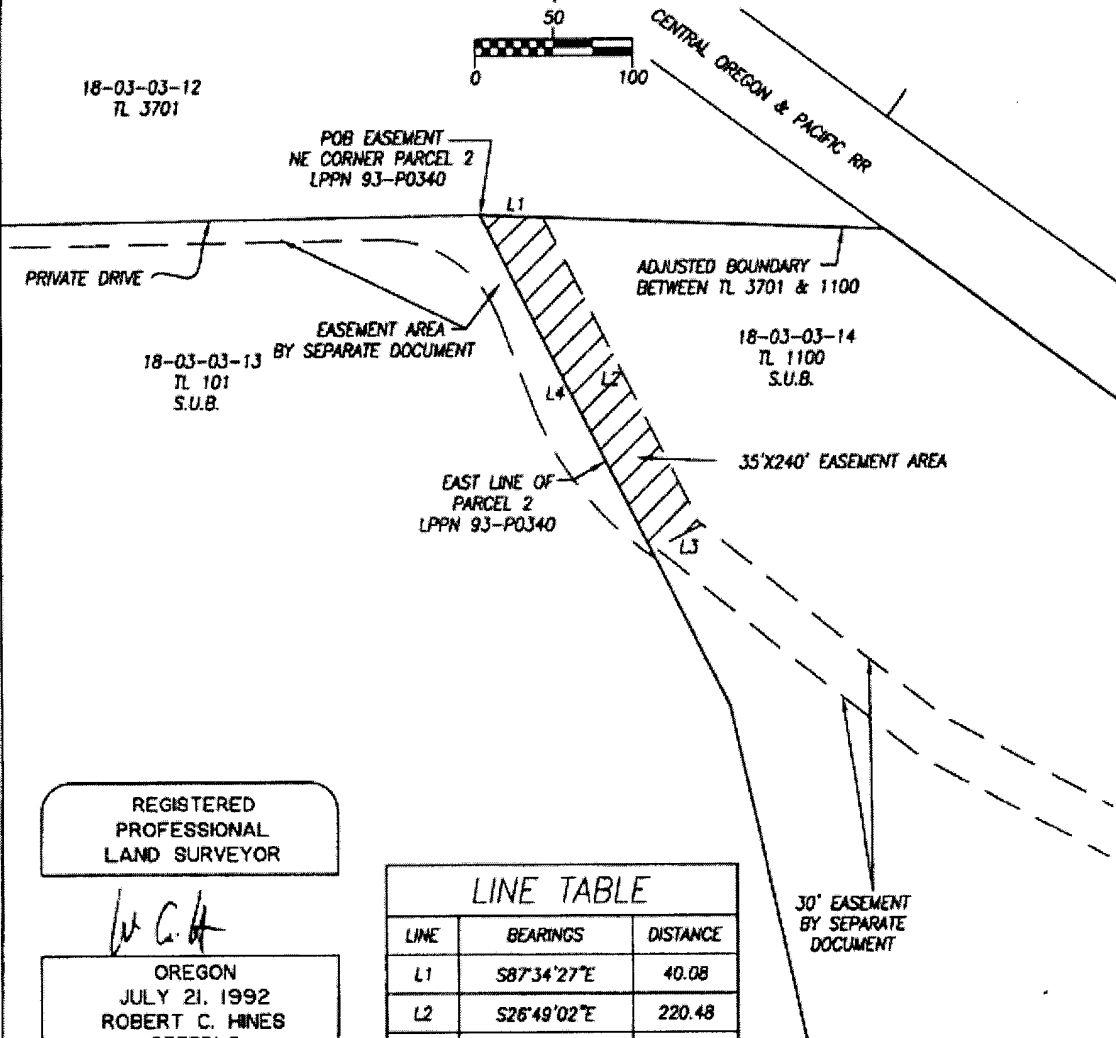 50
0
100
CENTRAL OREGON & PACIFIC RR
18-03-03-12
TL 3701
POB EASEMENT
NE CORNER PARCEL 2
LPPN 93-P0340
L1
PRIVATE DRIVE
ADJUSTED BOUNDARY
BETWEEN TL 3701 & 1100
EASEMENT AREA
BY SEPARATE DOCUMENT
18-03-03-13
TL 101
S.U.B.
18-03-03-14
TL 1100
S.U.B.
L2
L4
35'X240' EASEMENT AREA
EAST LINE OF
PARCEL 2
LPPN 93-P0340
L3
30' EASEMENT
BY SEPARATE
DOCUMENT
REGISTERED
PROFESSIONAL
LAND SURVEYOR
OREGON
JULY 21, 1992
ROBERT C. HINES
LINE TABLE
LINE BEARINGS DISTANCE
L1 S87°34'27"E 40.08
L2 S26°49'02"E 220.48